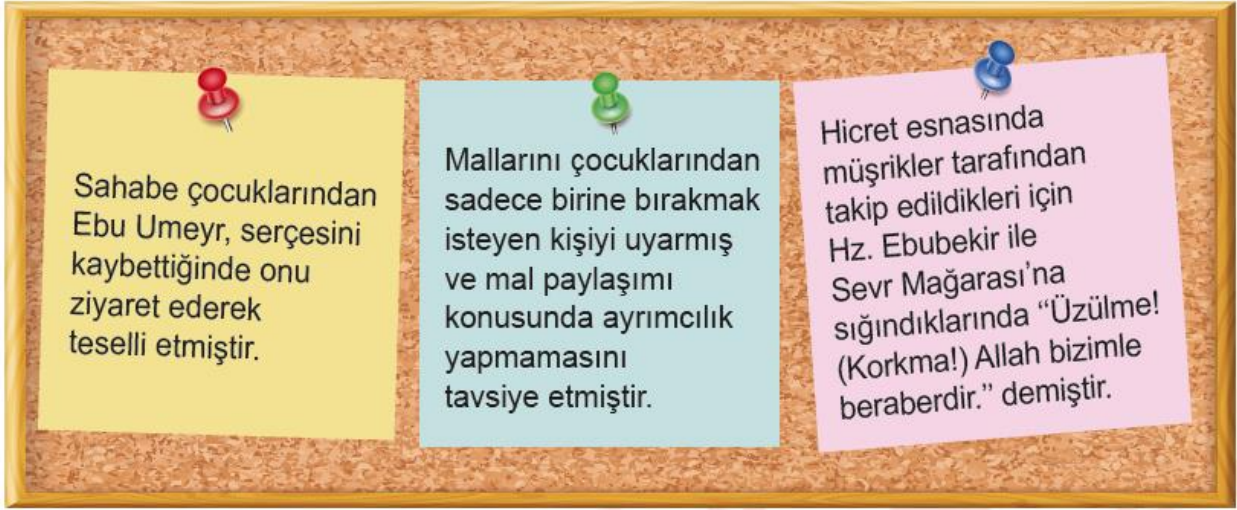 Sahabe çocuklarından
Ebu Umeyr, serçesini
kaybettiğinde onu
ziyaret ederek
teselli etmiştir.
Mallarını çocuklarından
sadece birine bırakmak
isteyen kişiyi uyarmış
ve mal paylaşımı
konusunda ayrımcılık
yapmamasını
tavsiye etmiştir.
Hicret esnasında
müşrikler tarafından
takip edildikleri için
Hz. Ebubekir ile
Sevr Mağarası’na
sığındıklarında “Üzülme!
(Korkma!) Allah bizimle
beraberdir.” demiştir.